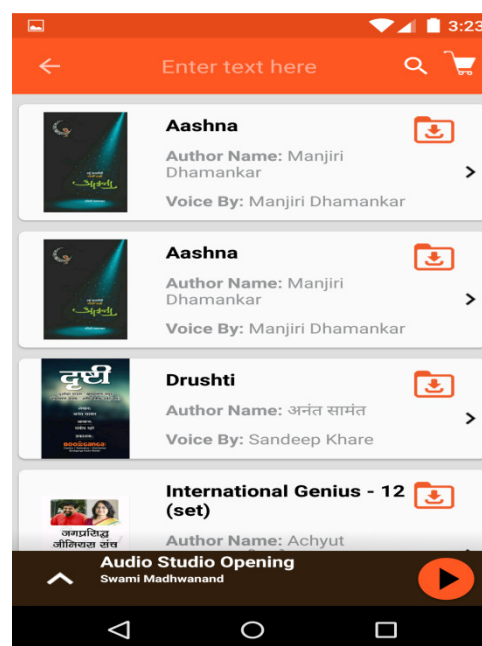 3:23
Enter text here
Aashna
Author Name: Manjiri
Dhamankar
Voice By: Manjiri Dhamankar
Aashna
Author Name: Manjiri
Dhamankar
Voice By: Manjiri Dhamankar
दृष्टी
BOOKGANGA
Drushti
Author Name: अनंत सामंत
Voice By: Sandeep Khare
जगप्रसिद्ध
जीनियस संच
International Genius - 12
(set)
Author Name: Achyut
Audio Studio Opening
Swami Madhwanand